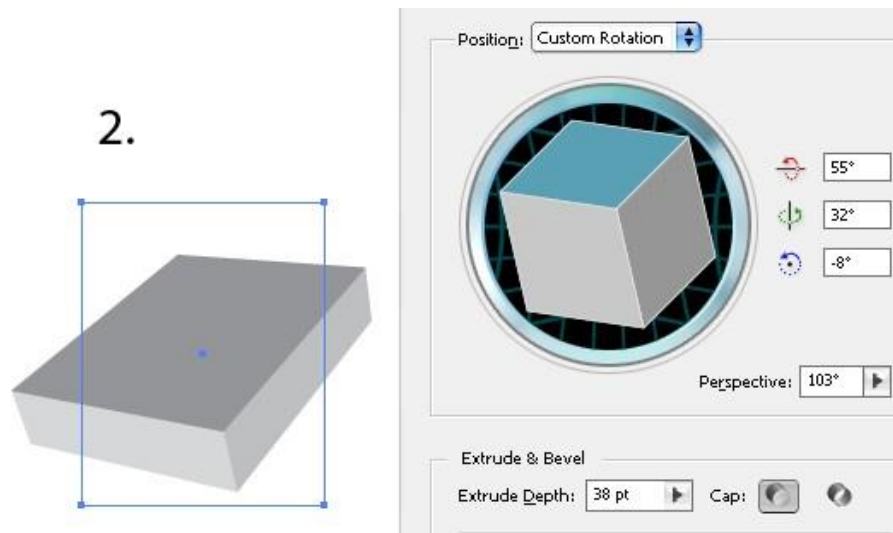 2.
Position: Custom Rotation
55°
32°
-8°
Perspective: 103°
Extrude & Bevel
Extrude Depth: 38 pt Cap: